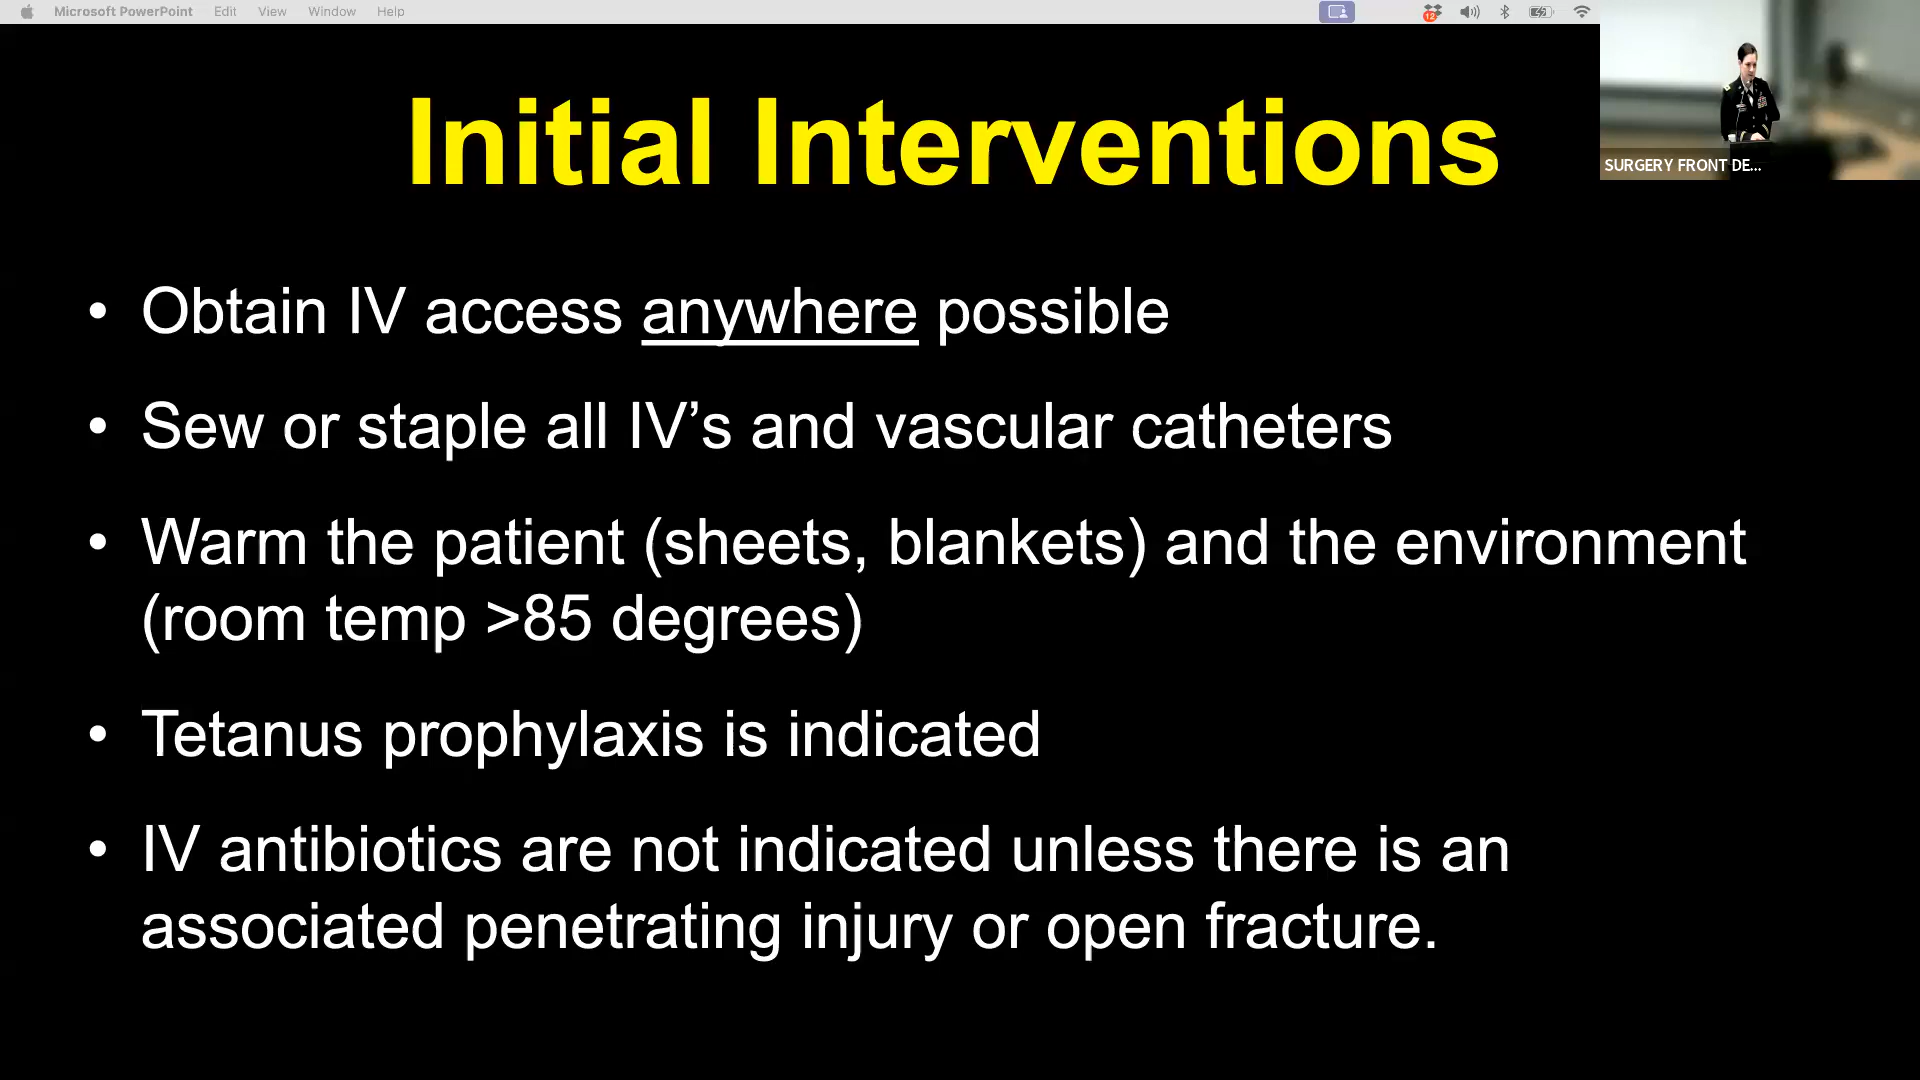 Microsoft PowerPoint Edit View Window Help
12
Initial Interventions
SURGERY FRONT DE...
• Obtain IV access anywhere possible
• Sew or staple all IV’s and vascular catheters
• Warm the patient (sheets, blankets) and the environment
(room temp >85 degrees)
• Tetanus prophylaxis is indicated
• IV antibiotics are not indicated unless there is an
associated penetrating injury or open fracture.